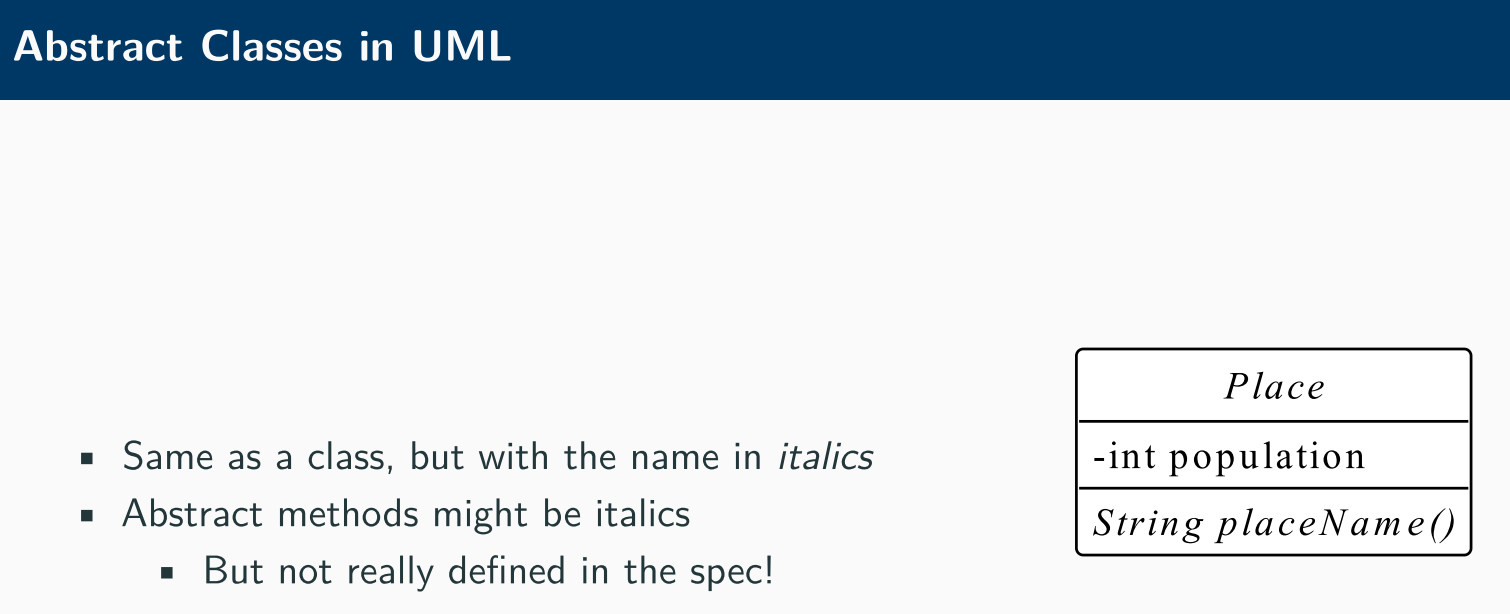 Abstract Classes in UML
Place
-int population
String placeName()
▪ Same as a class, but with the name in italics
▪ Abstract methods might be italics
▪ But not really defined in the spec!